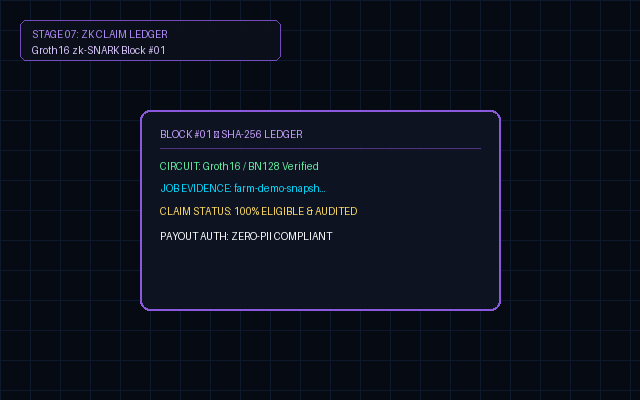 STAGE 07: ZK CLAIM LEDGER
Groth16 zk-SNARK Block #01
BLOCK #01 SHA-256 LEDGER
CIRCUIT: Groth16 / BN128 Verified
JOB EVIDENCE: farm-demo-snapsh...
CLAIM STATUS: 100% ELIGIBLE & AUDITED
PAYOUT AUTH: ZERO-PII COMPLIANT